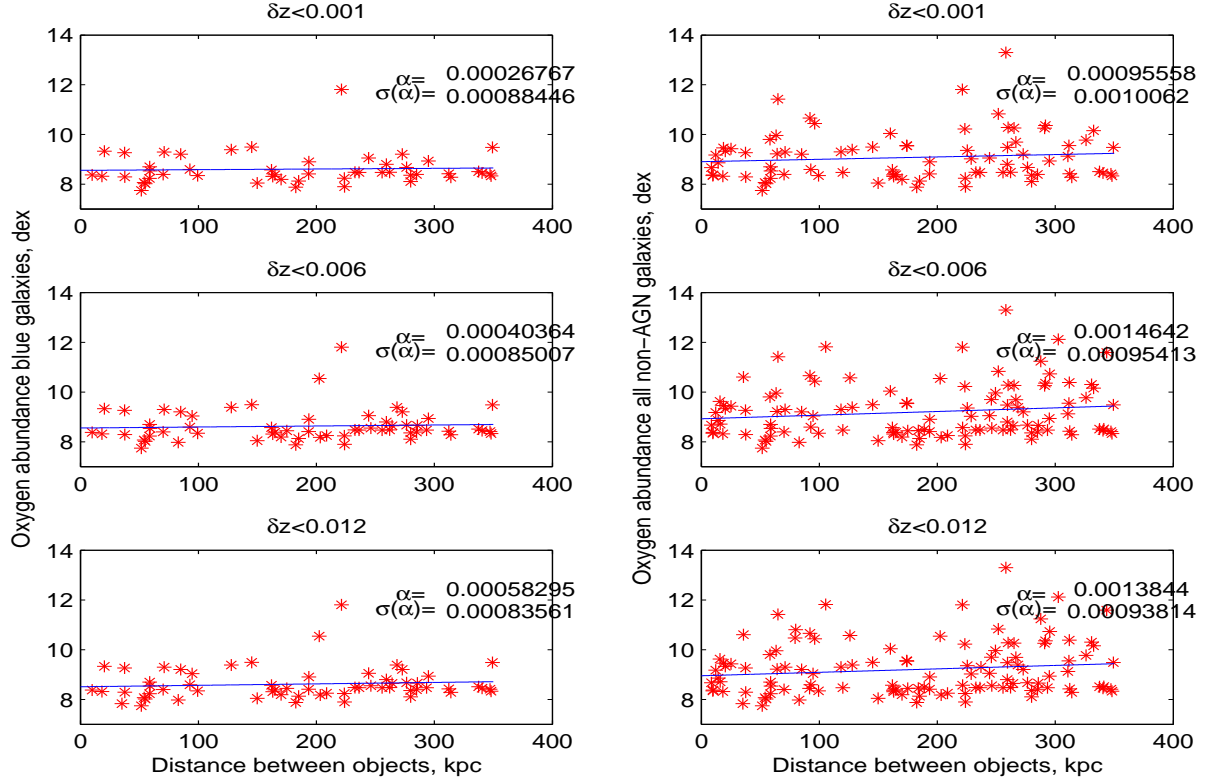 δz<0.001
α= 0.00026767
σ(α)= 0.00088446
14
12
10
8
0 100 200 300 400
δz<0.001
α= 0.00095558
σ(α)= 0.0010062
14
12
10
8
0 100 200 300 400
δz<0.006
α= 0.00040364
σ(α)= 0.00085007
14
12
10
8
0 100 200 300 400
δz<0.006
α= 0.0014642
σ(α)= 0.00095413
14
12
10
8
0 100 200 300 400
δz<0.012
α= 0.00058295
σ(α)= 0.00083561
14
12
10
8
0 100 200 300 400
δz<0.012
α= 0.0013844
σ(α)= 0.00093814
14
12
10
8
0 100 200 300 400
Oxygen abundance blue galaxies, dex
Oxygen abundance all non−AGN galaxies, dex
Distance between objects, kpc
Distance between objects, kpc